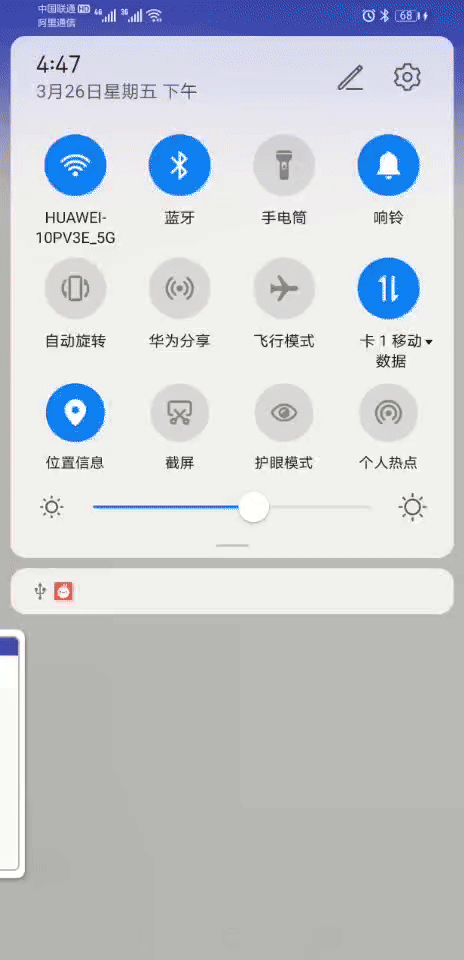 中国联通 HD 4G 3G
阿里通信
68
4:47
3月26日星期五 下午
HUAWEI-
10PV3E_5G
蓝牙
手电筒
响铃
自动旋转
华为分享
飞行模式
卡 1 移动
数据
位置信息
截屏
护眼模式
个人热点